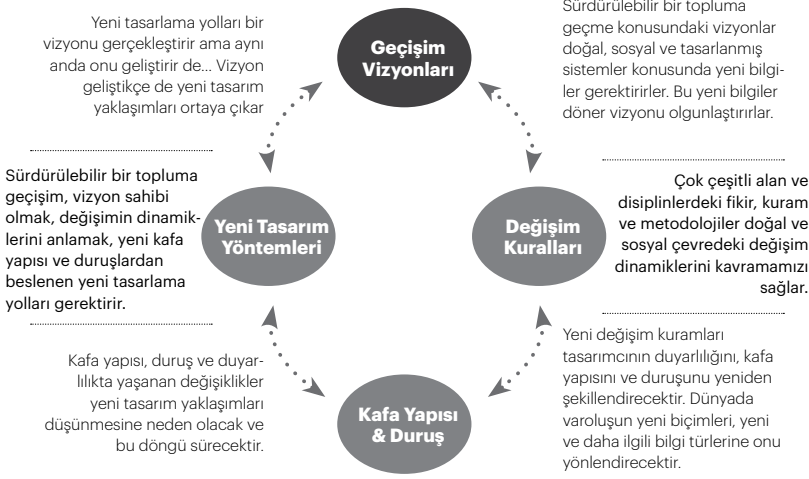 Yeni tasarlama yolları bir
vizyonu gerçekleştirir ama aynı
anda onu geliştirir de... Vizyon
geliştikçe de yeni tasarım
yaklaşımları ortaya çıkar
Geçişim
Vizyonları
Sürdürülebilir bir topluma
geçme konusundaki vizyonlar
doğal, sosyal ve tasarlanmış
sistemler konusunda yeni bilgi-
ler gerektirirler. Bu yeni bilgiler
döner vizyonu olgunlaştırırlar.
Sürdürülebilir bir topluma
geçişim, vizyon sahibi
olmak, değişimin dinamik-
lerini anlamak, yeni kafa
yapısı ve duruşlardan
beslenen yeni tasarlama
yolları gerektirir.
Yeni Tasarım
Yöntemleri
Değişim
Kuralları
Çok çeşitli alan ve
disiplinlerdeki fikir, kuram
ve metodolojiler doğal ve
sosyal çevredeki değişim
dinamiklerini kavramamızı
sağlar.
Kafa yapısı, duruş ve duyar-
lılıkta yaşanan değişiklikler
yeni tasarım yaklaşımları
düşünmesine neden olacak ve
bu döngü sürecektir.
Kafa Yapısı
& Duruş
Yeni değişim kuramları
tasarımcının duyarlılığını, kafa
yapısını ve duruşunu yeniden
şekillendirecektir. Dünyada
varoluşun yeni biçimleri, yeni
ve daha ilgili bilgi türlerine onu
yönlendirecektir.